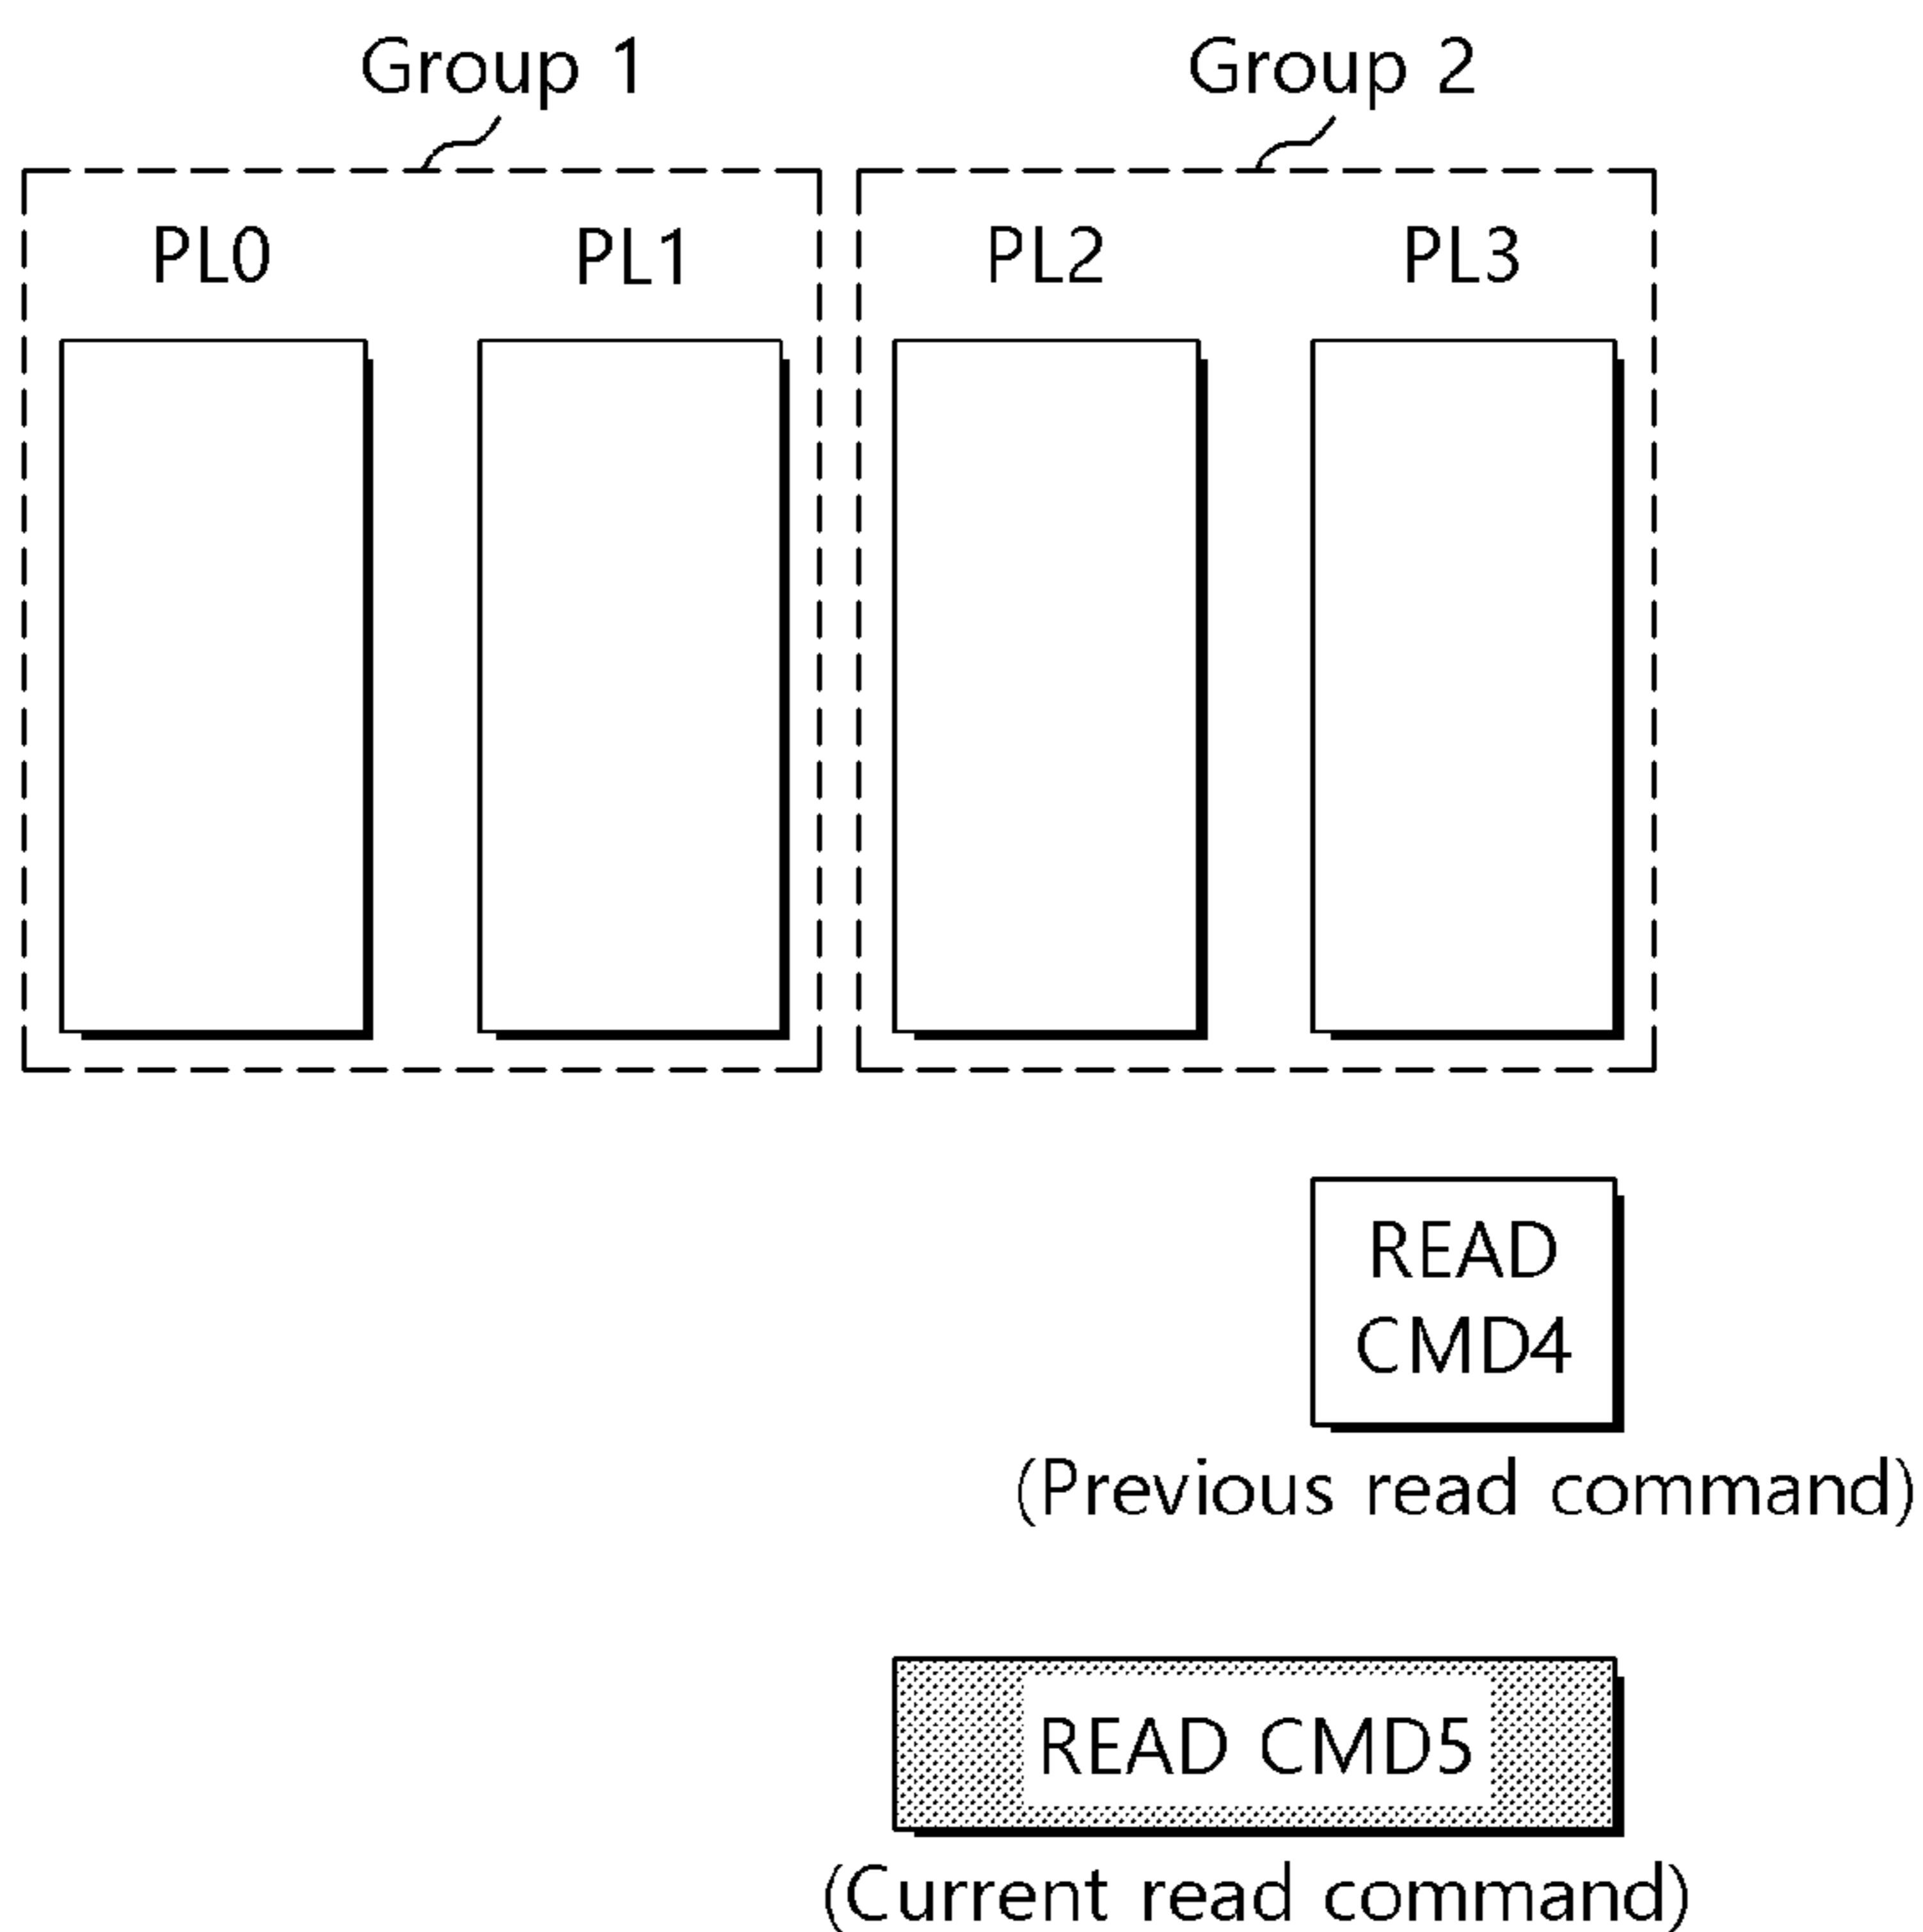 Group 1 Group 2
PL0 PL1 PL2 PL3
READ
CMD4
(Previous read command)
READ CMD5
(Current read command)